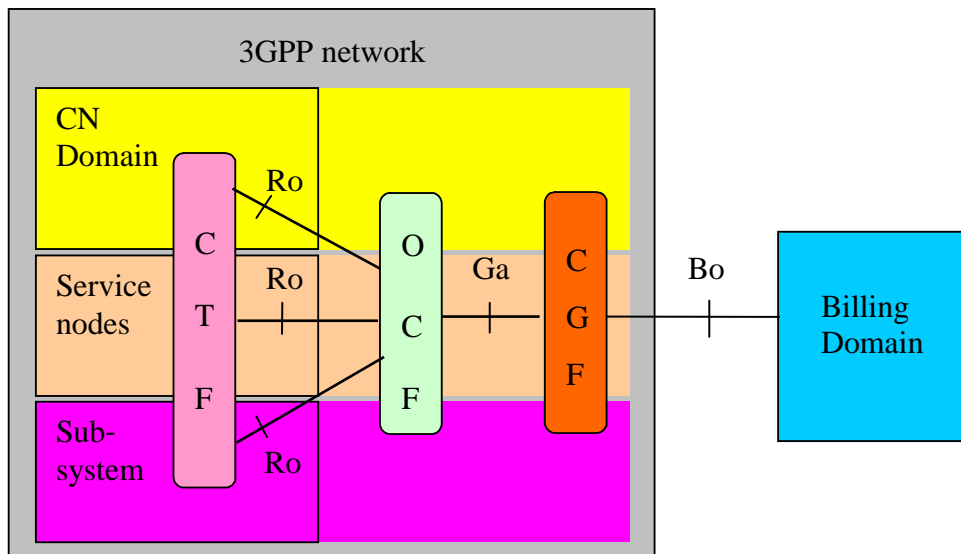 3GPP network
CN
Domain
Ro
C
T
F
Service
nodes
Ro
Sub-
system
Ro
O
C
F
Ga
C
G
F
Bo
Billing
Domain